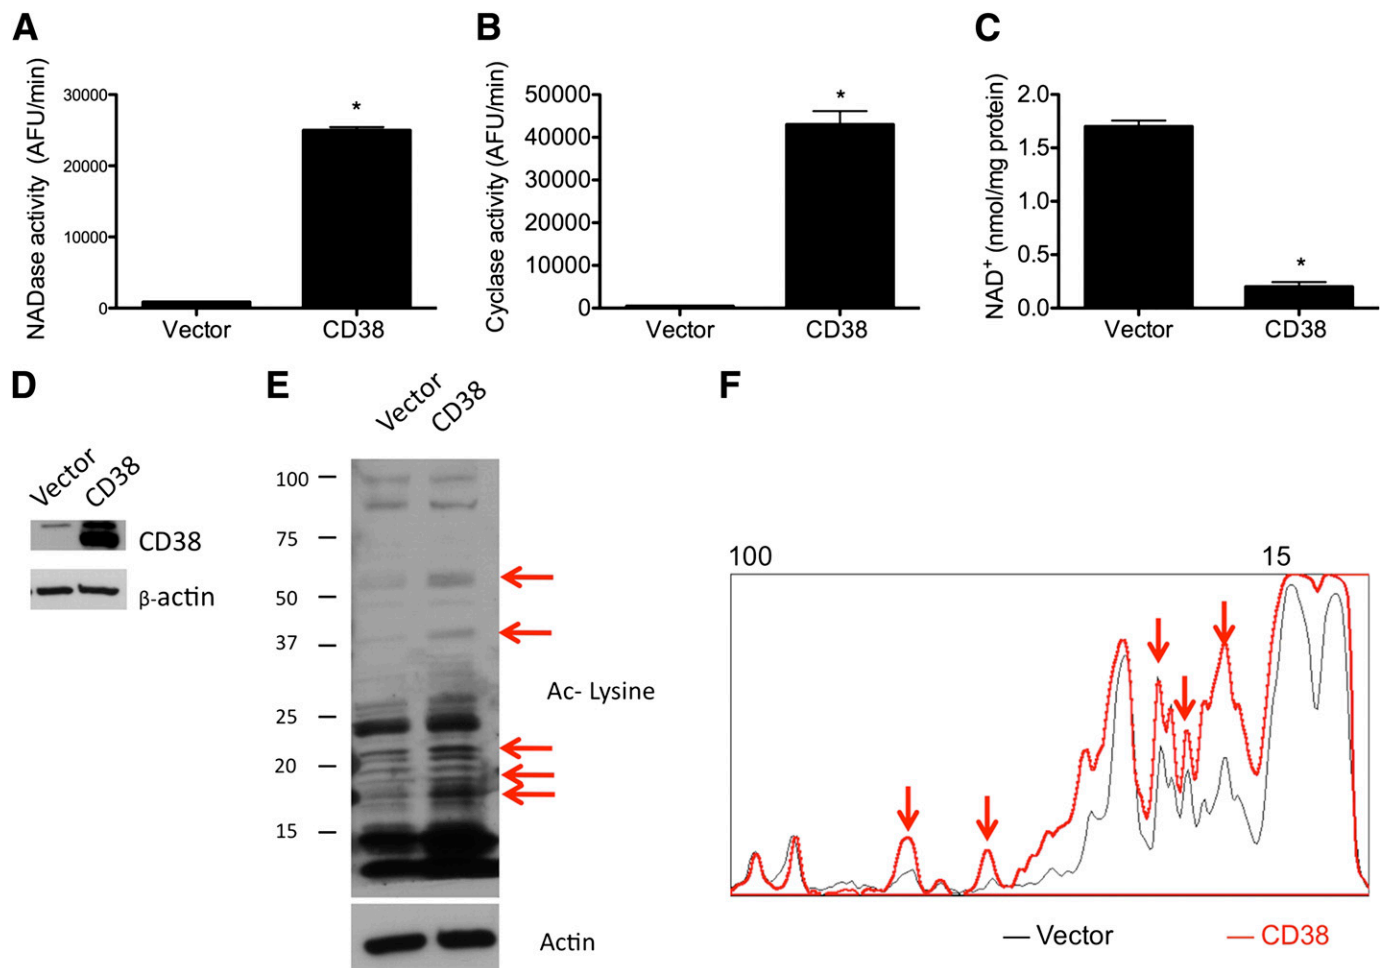 A
NADase activity (AFU/min)
30000
20000
10000
0
Vector
CD38
*
B
Cyclase activity (AFU/min)
50000
40000
30000
20000
10000
0
Vector
CD38
*
C
NAD⁺ (nmol/mg protein)
2.0
1.5
1.0
0.5
0.0
Vector
CD38
*
D
Vector
CD38
CD38
β-actin
E
Vector
CD38
100
75
50
37
25
20
15
Ac- Lysine
Actin
F
100
15
Vector
CD38